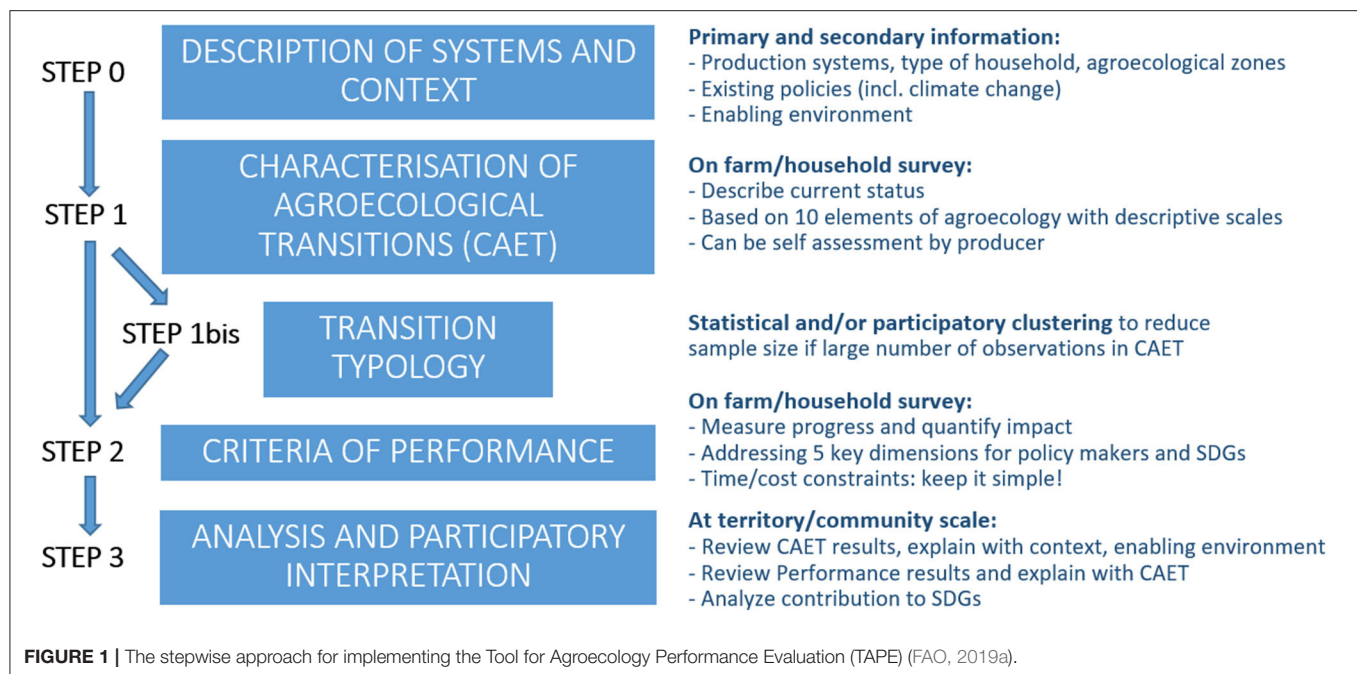 STEP 0
DESCRIPTION OF SYSTEMS AND
CONTEXT
Primary and secondary information:
- Production systems, type of household, agroecological zones
- Existing policies (incl. climate change)
- Enabling environment
STEP 1
CHARACTERISATION OF
AGROECOLOGICAL
TRANSITIONS (CAET)
On farm/household survey:
- Describe current status
- Based on 10 elements of agroecology with descriptive scales
- Can be self assessment by producer
STEP 1bis
TRANSITION
TYPOLOGY
Statistical and/or participatory clustering to reduce
sample size if large number of observations in CAET
STEP 2
CRITERIA OF PERFORMANCE
On farm/household survey:
- Measure progress and quantify impact
- Addressing 5 key dimensions for policy makers and SDGs
- Time/cost constraints: keep it simple!
STEP 3
ANALYSIS AND PARTICIPATORY
INTERPRETATION
At territory/community scale:
- Review CAET results, explain with context, enabling environment
- Review Performance results and explain with CAET
- Analyze contribution to SDGs
FIGURE 1 | The stepwise approach for implementing the Tool for Agroecology Performance Evaluation (TAPE) (FAO, 2019a).